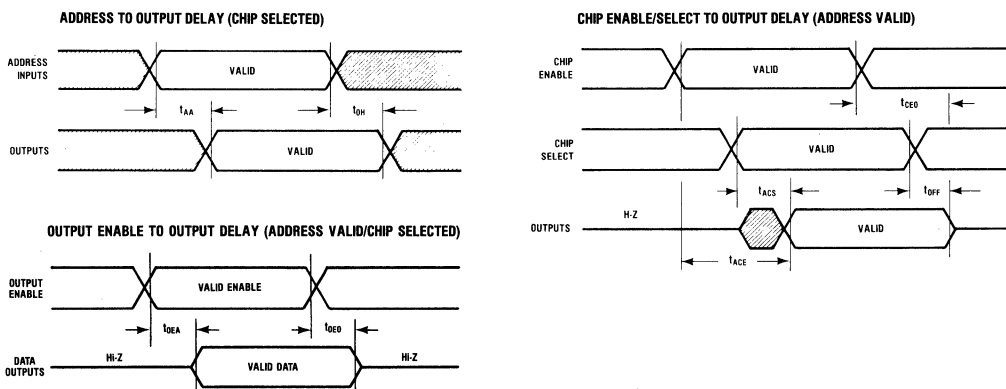 ADDRESS TO OUTPUT DELAY (CHIP SELECTED)
ADDRESS
INPUTS
VALID
tAA
tOH
OUTPUTS
VALID
OUTPUT ENABLE TO OUTPUT DELAY (ADDRESS VALID/CHIP SELECTED)
OUTPUT
ENABLE
VALID ENABLE
tOEA
tOED
DATA
OUTPUTS
Hi-Z
VALID DATA
Hi-Z
CHIP ENABLE/SELECT TO OUTPUT DELAY (ADDRESS VALID)
CHIP
ENABLE
VALID
tCEO
CHIP
SELECT
VALID
tACS
tOFF
H-Z
OUTPUTS
VALID
tACE